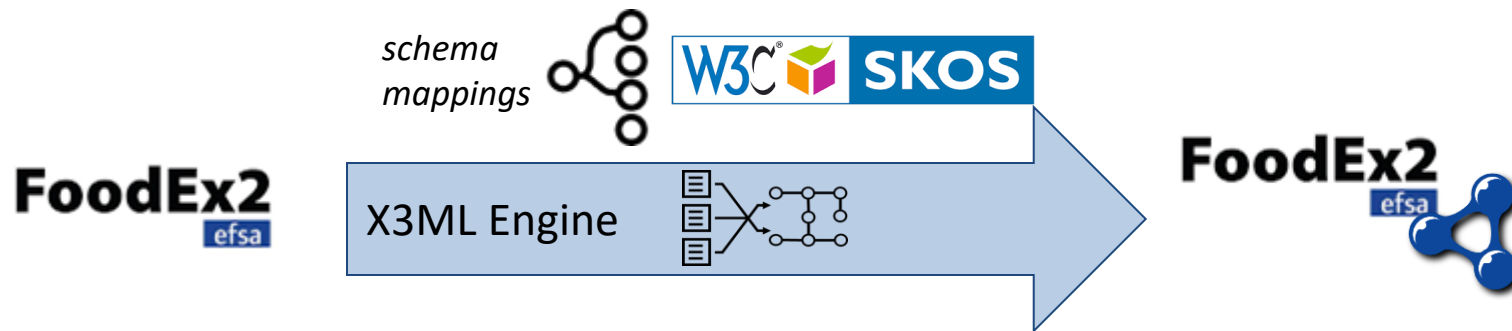 schema
mappings
W3C® SKOS
FoodEx2
efsa
X3ML Engine
FoodEx2
efsa